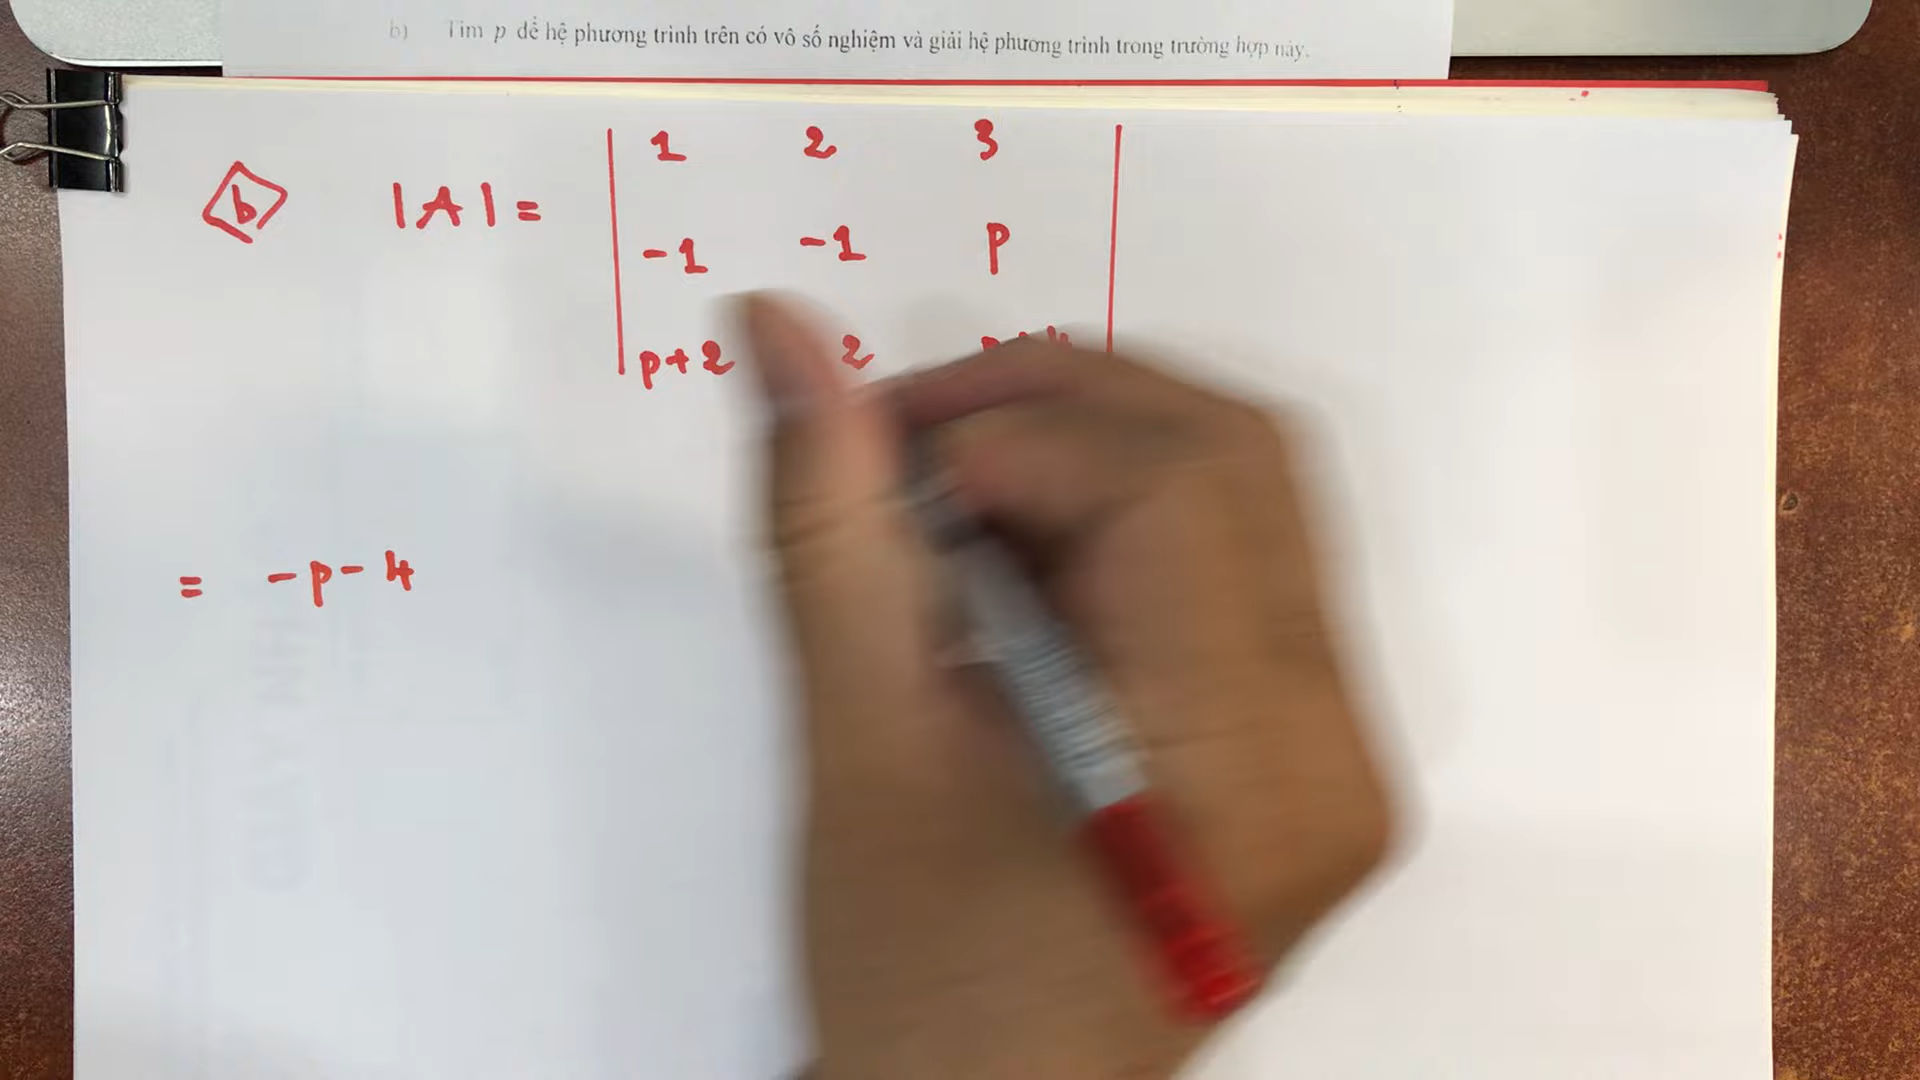 b) Tìm p để hệ phương trình trên có vô số nghiệm và giải hệ phương trình trong trường hợp này.
b |A| =
1 2 3
-1 -1 p
p+2 2 p+4
= -p-4